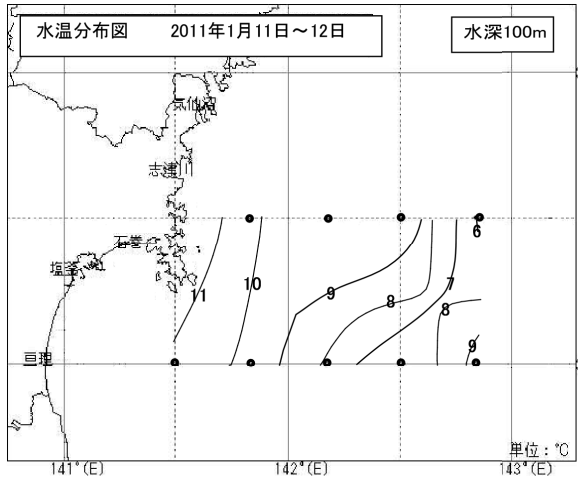 水温分布図 2011年1月11日~12日
水深100m
気仙沼
志津川
6
石巻
塩釜
11
10
9
8
7
8
9
亘理
単位:℃
141°(E)
142°(E)
143°(E)